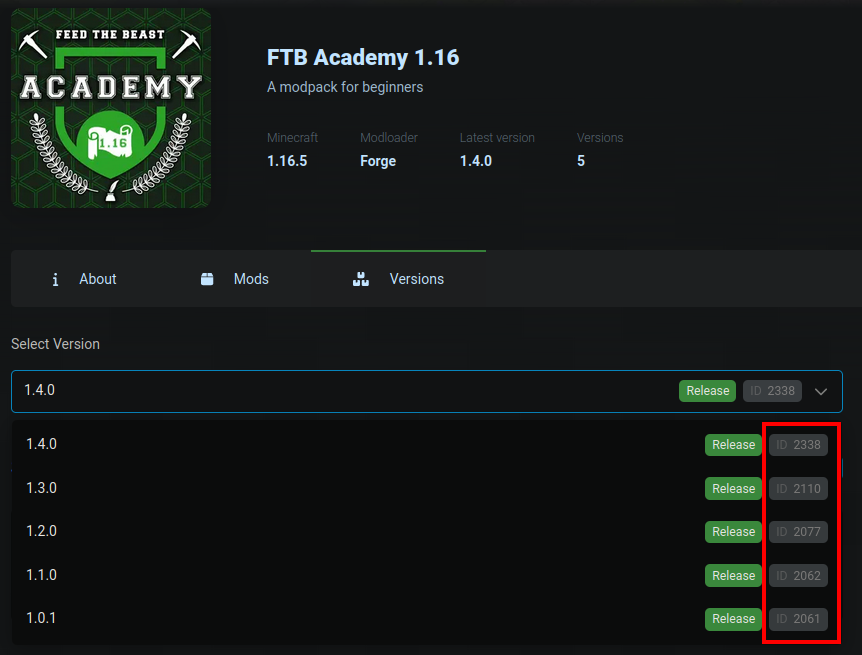 FEED THE BEAST
ACADEMY
1.16
FTB Academy 1.16
A modpack for beginners
Minecraft Modloader Latest version Versions
1.16.5 Forge 1.4.0 5
About Mods Versions
Select Version
1.4.0 Release ID 2338
1.4.0 Release ID 2338
1.3.0 Release ID 2110
1.2.0 Release ID 2077
1.1.0 Release ID 2062
1.0.1 Release ID 2061